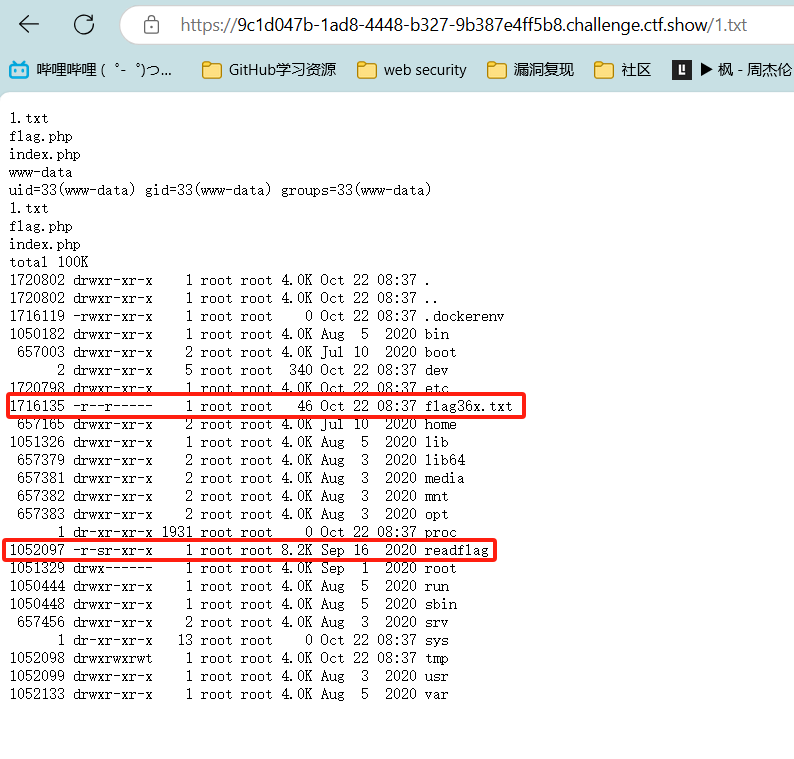 https://9c1d047b-1ad8-4448-b327-9b387e4ff5b8.challenge.ctf.show/1.txt
哔哩哔哩 ( ゜- ゜)つ... GitHub学习资源 web security 漏洞复现 社区 ▶ 枫 - 周杰伦
1.txt
flag.php
index.php
www-data
uid=33(www-data) gid=33(www-data) groups=33(www-data)
1.txt
flag.php
index.php
total 100K
1720802 drwxr-xr-x    1 root root 4.0K Oct 22 08:37 .
1720802 drwxr-xr-x    1 root root 4.0K Oct 22 08:37 ..
1716119 -rwxr-xr-x    1 root root    0 Oct 22 08:37 .dockerenv
1050182 drwxr-xr-x    1 root root 4.0K Aug  5  2020 bin
 657003 drwxr-xr-x    2 root root 4.0K Jul 10  2020 boot
      2 drwxr-xr-x    5 root root  340 Oct 22 08:37 dev
1720798 drwxr-xr-x    1 root root 4.0K Oct 22 08:37 etc
1716135 -r--r-----    1 root root   46 Oct 22 08:37 flag36x.txt
 657165 drwxr-xr-x    2 root root 4.0K Jul 10  2020 home
1051326 drwxr-xr-x    1 root root 4.0K Aug  5  2020 lib
 657379 drwxr-xr-x    2 root root 4.0K Aug  3  2020 lib64
 657381 drwxr-xr-x    2 root root 4.0K Aug  3  2020 media
 657382 drwxr-xr-x    2 root root 4.0K Aug  3  2020 mnt
 657383 drwxr-xr-x    2 root root 4.0K Aug  3  2020 opt
      1 dr-xr-xr-x 1931 root root    0 Oct 22 08:37 proc
1052097 -r-sr-xr-x    1 root root 8.2K Sep 16  2020 readflag
1051329 drwx------    1 root root 4.0K Sep  1  2020 root
1050444 drwxr-xr-x    1 root root 4.0K Aug  5  2020 run
1050448 drwxr-xr-x    1 root root 4.0K Aug  5  2020 sbin
 657456 drwxr-xr-x    2 root root 4.0K Aug  3  2020 srv
      1 dr-xr-xr-x   13 root root    0 Oct 22 08:37 sys
1052098 drwxrwxrwt    1 root root 4.0K Oct 22 08:37 tmp
1052099 drwxr-xr-x    1 root root 4.0K Aug  3  2020 usr
1052133 drwxr-xr-x    1 root root 4.0K Aug  5  2020 var